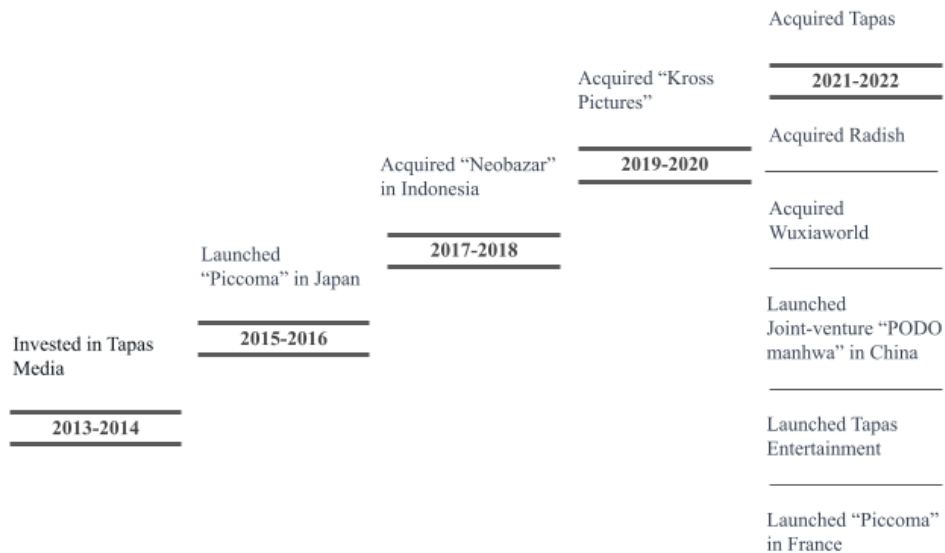 Invested in Tapas
Media
2013-2014
Launched
“Piccoma” in Japan
2015-2016
Acquired “Neobazar”
in Indonesia
2017-2018
Acquired “Kross
Pictures”
2019-2020
Acquired Tapas
2021-2022
Acquired Radish
Acquired
Wuxiaworld
Launched
Joint-venture “PODO
manhwa” in China
Launched Tapas
Entertainment
Launched “Piccoma”
in France